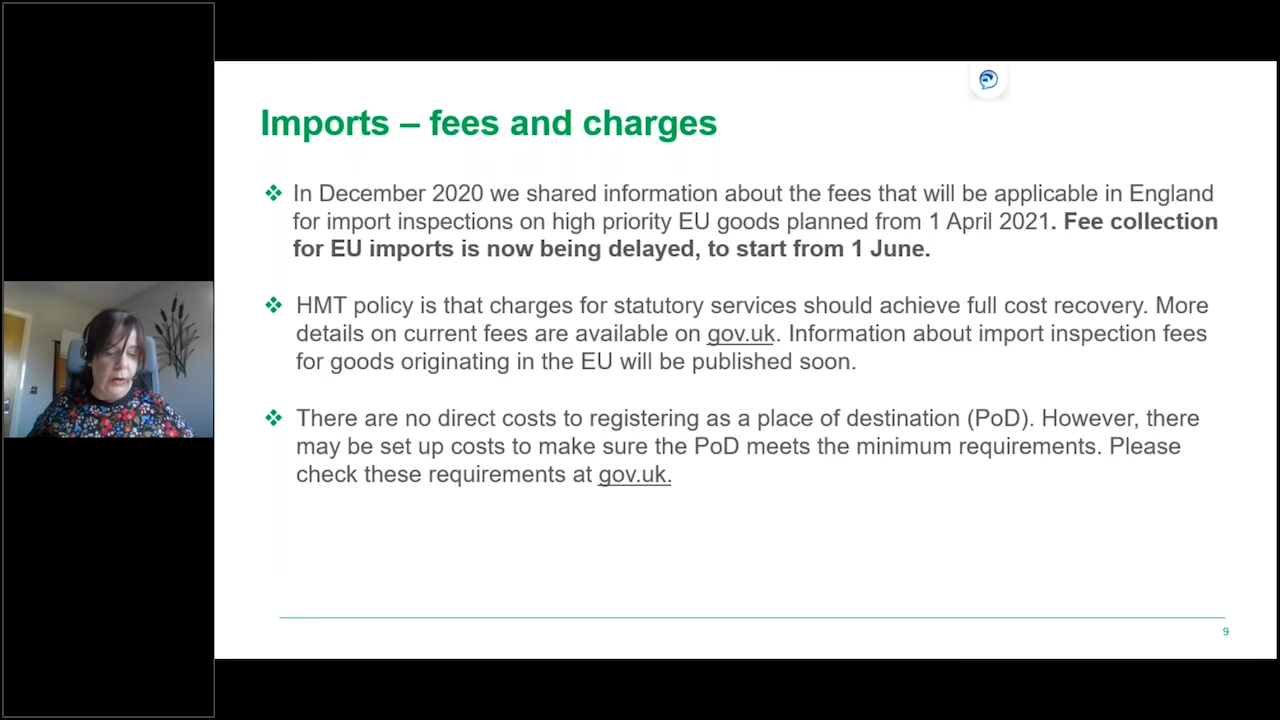 Imports – fees and charges
❖ In December 2020 we shared information about the fees that will be applicable in England
for import inspections on high priority EU goods planned from 1 April 2021. Fee collection
for EU imports is now being delayed, to start from 1 June.
❖ HMT policy is that charges for statutory services should achieve full cost recovery. More
details on current fees are available on gov.uk. Information about import inspection fees
for goods originating in the EU will be published soon.
❖ There are no direct costs to registering as a place of destination (PoD). However, there
may be set up costs to make sure the PoD meets the minimum requirements. Please
check these requirements at gov.uk.
9